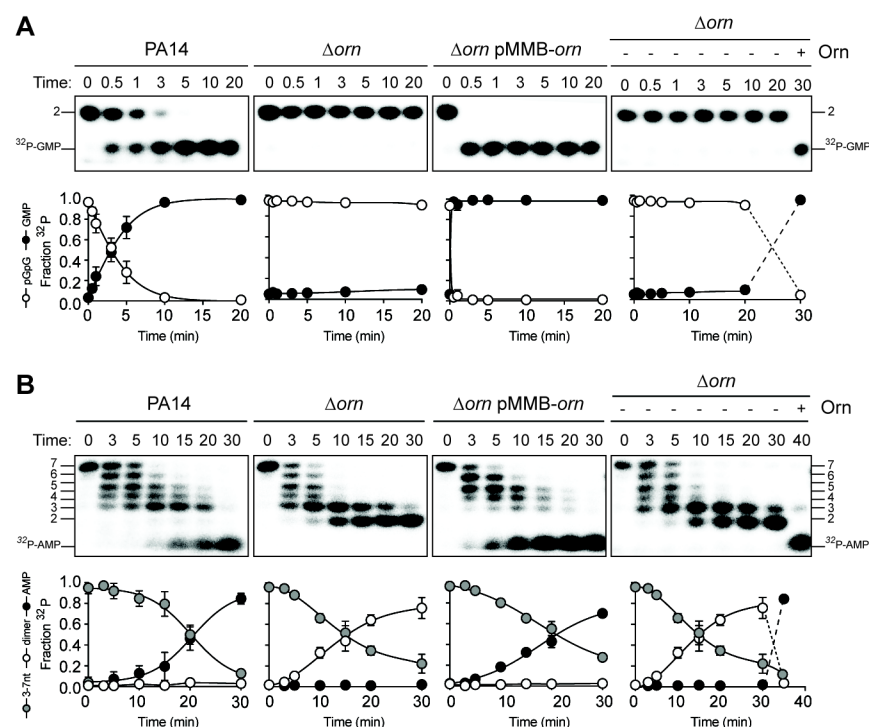 A
Δorn
PA14 Δorn Δorn pMMB-orn - - - - - - - + Orn
Time: 0 0.5 1 3 5 10 20 0 0.5 1 3 5 10 20 0 0.5 1 3 5 10 20 0 0.5 1 3 5 10 20 30
2 2
32P-GMP 32P-GMP
pGpG GMP
Fraction 32P
1.0
0.8
0.6
0.4
0.2
0.0
0 5 10 15 20 0 5 10 15 20 0 5 10 15 20 0 10 20 30
Time (min) Time (min) Time (min) Time (min)
B
Δorn
PA14 Δorn Δorn pMMB-orn - - - - - - - + Orn
Time: 0 3 5 10 15 20 30 0 3 5 10 15 20 30 0 3 5 10 15 20 30 0 3 5 10 15 20 30 40
7 7
6 6
5 5
4 4
3 3
2 2
32P-AMP 32P-AMP
3-7nt dimer AMP
Fraction 32P
1.0
0.8
0.6
0.4
0.2
0.0
0 10 20 30 0 10 20 30 0 10 20 30 0 10 20 30 40
Time (min) Time (min) Time (min) Time (min)